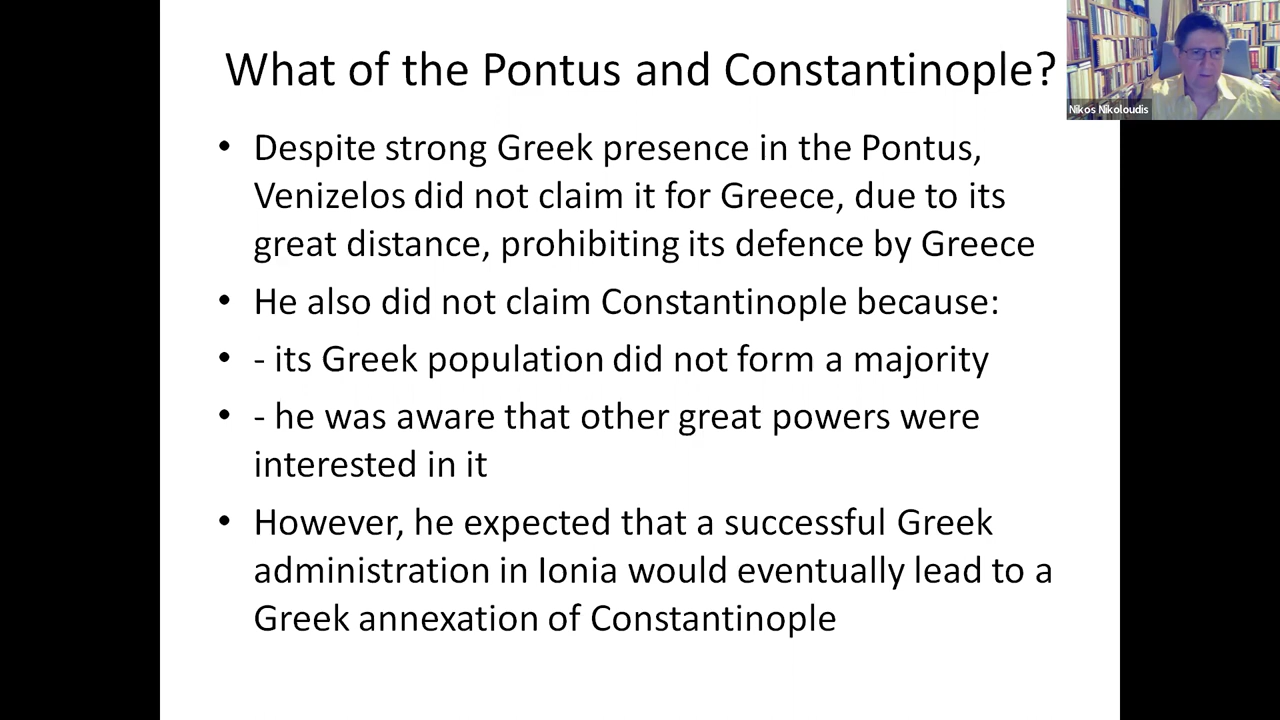 What of the Pontus and Constantinople?
Nikos Nikoloudis
• Despite strong Greek presence in the Pontus,
Venizelos did not claim it for Greece, due to its
great distance, prohibiting its defence by Greece
• He also did not claim Constantinople because:
• - its Greek population did not form a majority
• - he was aware that other great powers were
interested in it
• However, he expected that a successful Greek
administration in Ionia would eventually lead to a
Greek annexation of Constantinople